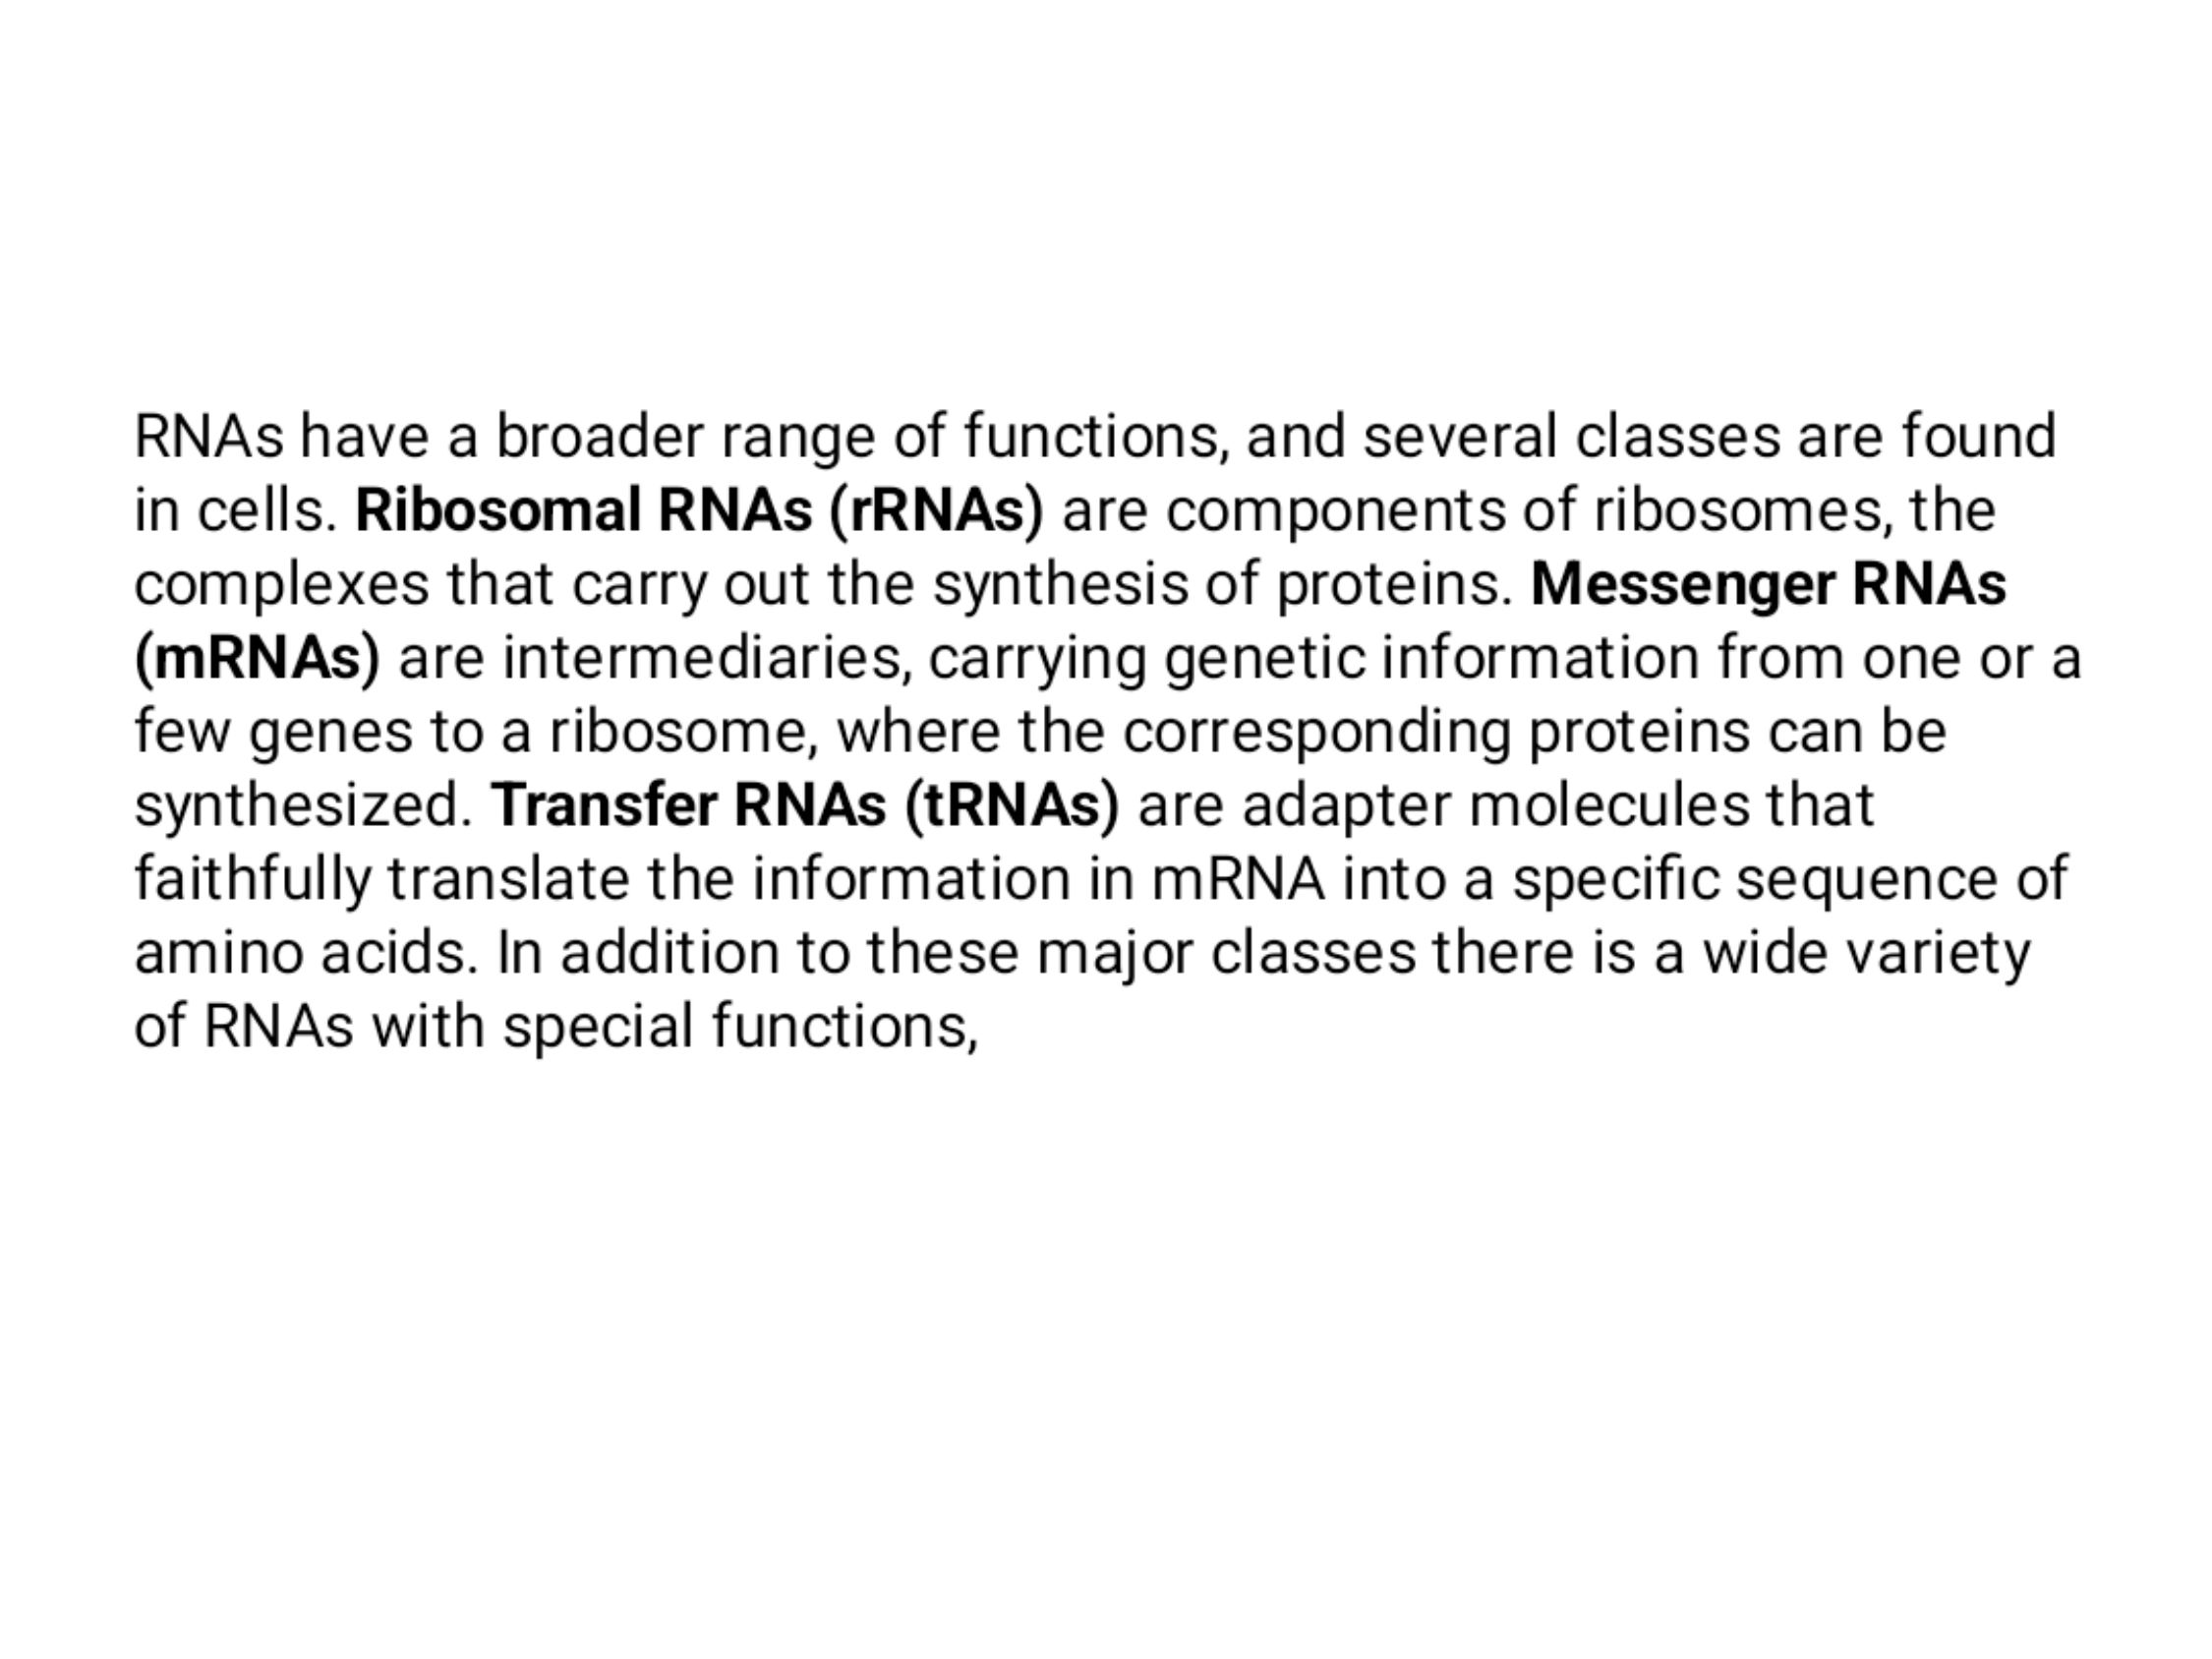 RNAs have a broader range of functions, and several classes are found
in cells. Ribosomal RNAs (rRNAs) are components of ribosomes, the
complexes that carry out the synthesis of proteins. Messenger RNAs
(mRNAs) are intermediaries, carrying genetic information from one or a
few genes to a ribosome, where the corresponding proteins can be
synthesized. Transfer RNAs (tRNAs) are adapter molecules that
faithfully translate the information in mRNA into a specific sequence of
amino acids. In addition to these major classes there is a wide variety
of RNAs with special functions,